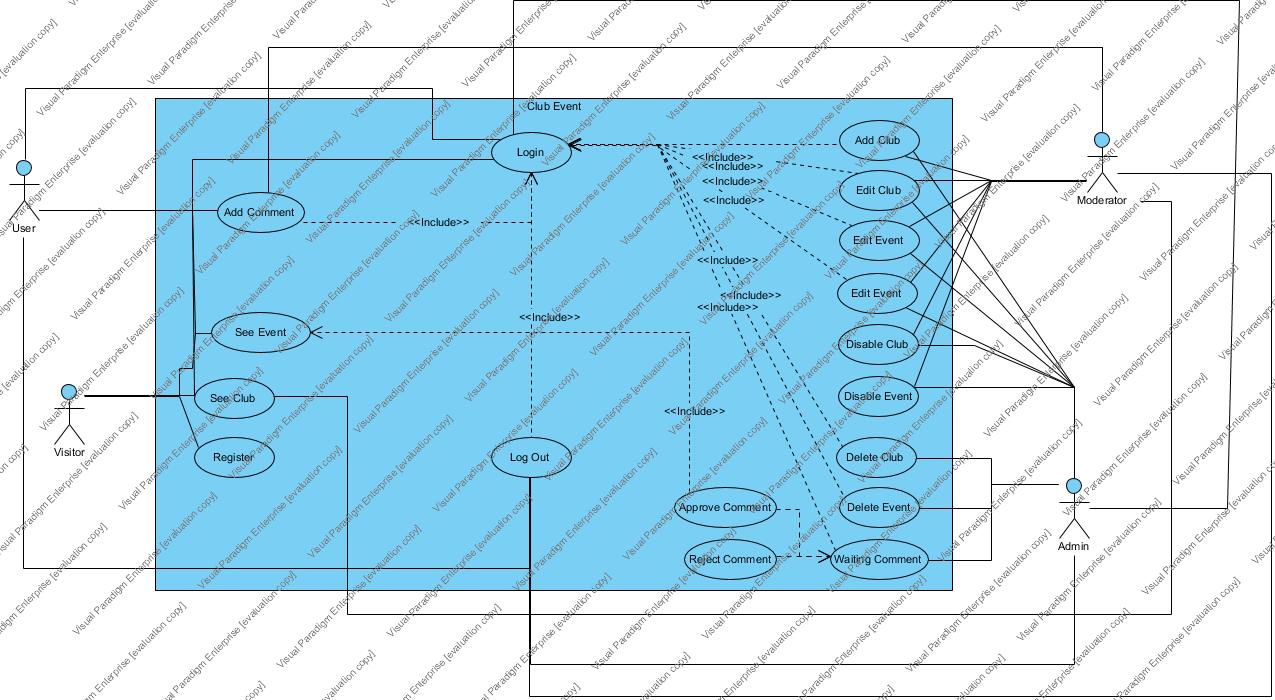 Club Event
Login
Add Club
<<Include>>
<<Include>>
<<Include>>
Edit Club
<<Include>>
Moderator
Add Comment
<<Include>>
User
Edit Event
<<Include>>
Edit Event
<<Include>>
<<Include>>
<<Include>>
See Event
Disable Club
See Club
Disable Event
<<Include>>
Visitor
Register
Log Out
Delete Club
Approve Comment
Delete Event
Admin
Reject Comment
Waiting Comment
Visual Paradigm Enterprise [evaluation copy]